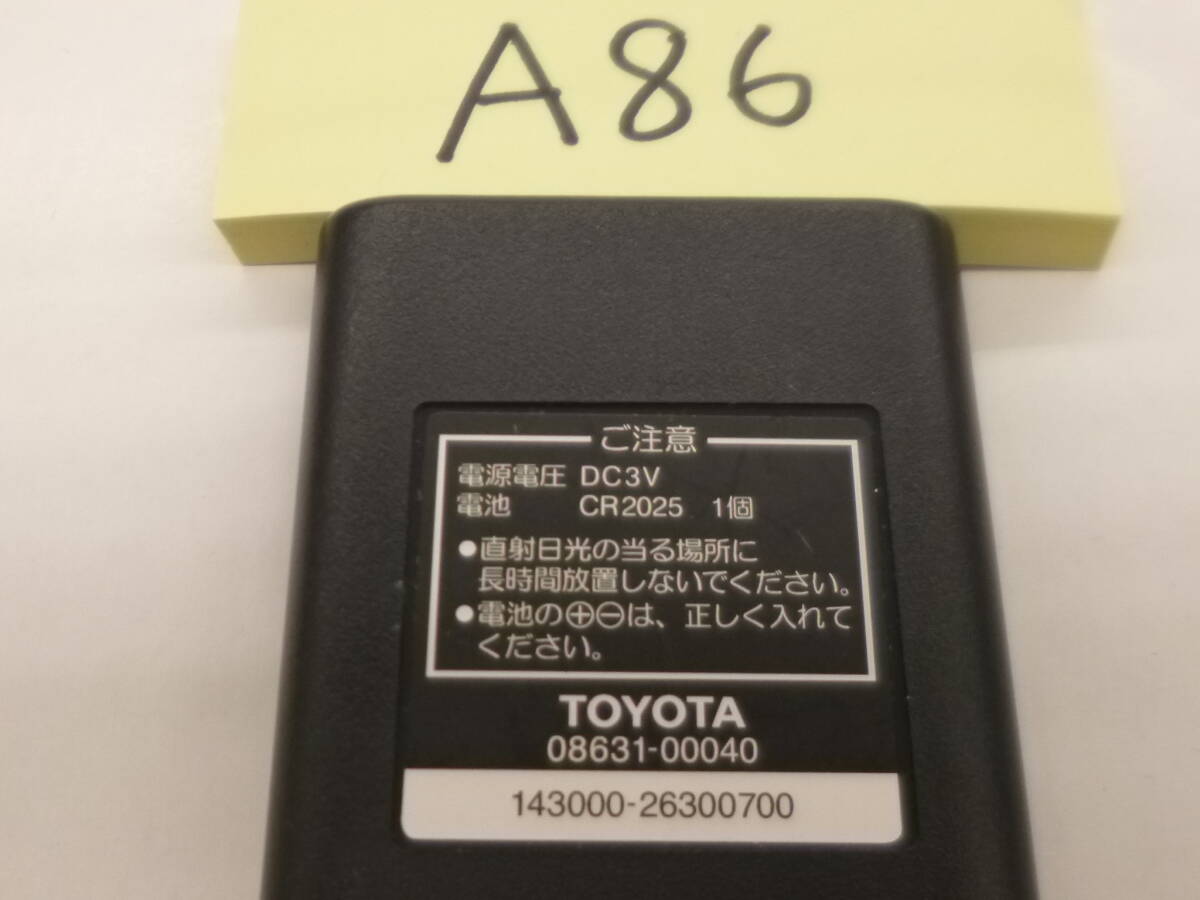 A86
ご注意
電源電圧 DC3V
電池 CR2025 1個
●直射日光の当る場所に
長時間放置しないでください。
●電池の⊕⊖は、正しく入れて
ください。
TOYOTA
08631-00040
143000-26300700